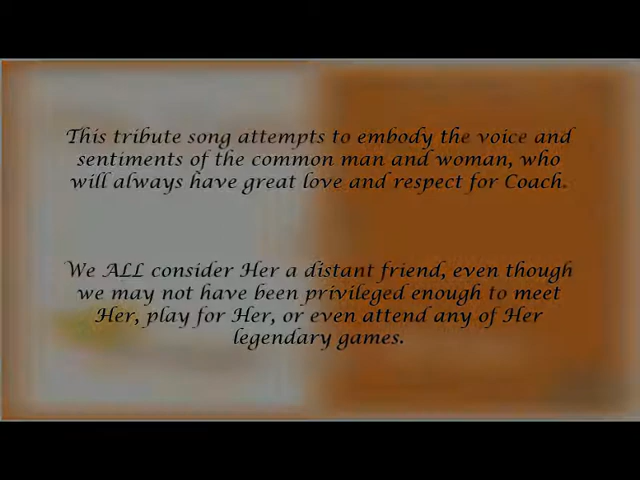 This tribute song attempts to embody the voice and
sentiments of the common man and woman, who
will always have great love and respect for Coach.
We ALL consider Her a distant friend, even though
we may not have been privileged enough to meet
Her, play for Her, or even attend any of Her
legendary games.